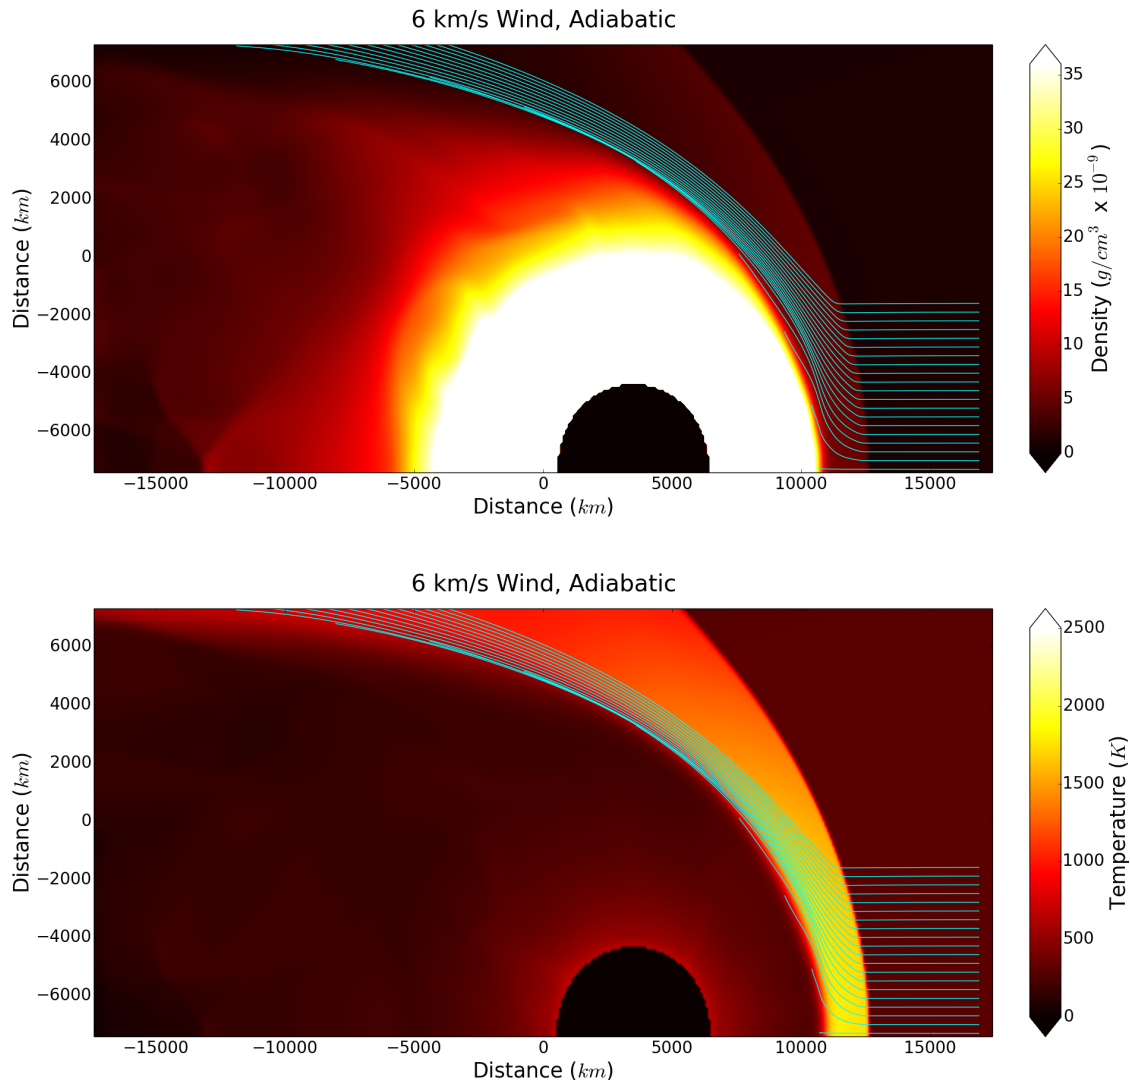 6 km/s Wind, Adiabatic
6000
4000
2000
0
−2000
−4000
−6000
Distance (km)
−15000 −10000 −5000 0 5000 10000 15000
Distance (km)
35
30
25
20
15
10
5
0
Density (g/cm³ x 10⁻⁹)
6 km/s Wind, Adiabatic
6000
4000
2000
0
−2000
−4000
−6000
Distance (km)
−15000 −10000 −5000 0 5000 10000 15000
Distance (km)
2500
2000
1500
1000
500
0
Temperature (K)